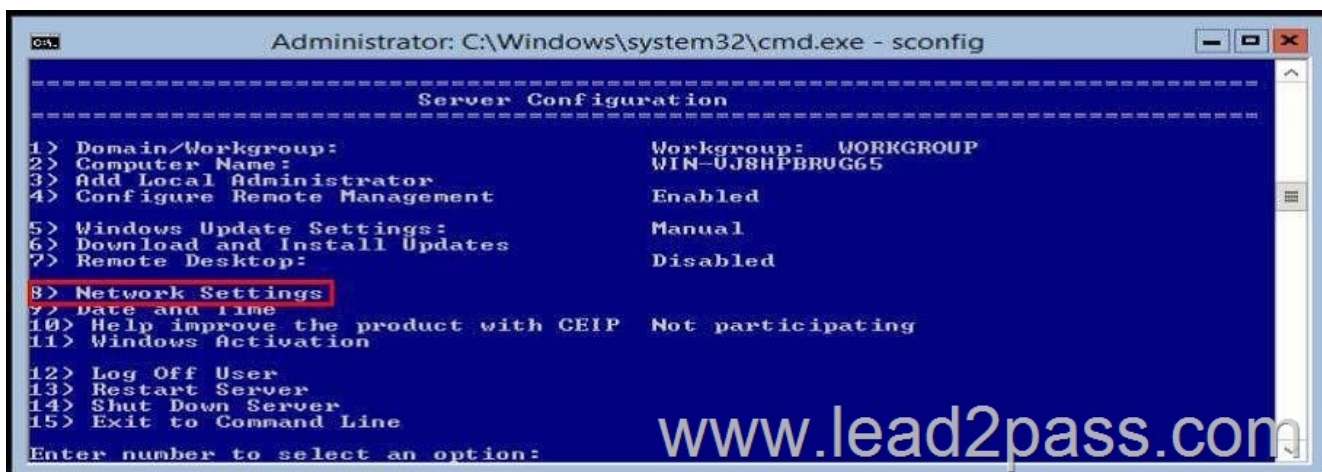 Administrator: C:\Windows\system32\cmd.exe - sconfig
Server Configuration
1) Domain/Workgroup: Workgroup: WORKGROUP
2) Computer Name: WIN-VJ8HPBRVG65
3) Add Local Administrator
4) Configure Remote Management Enabled
5) Windows Update Settings: Manual
6) Download and Install Updates
7) Remote Desktop: Disabled
8) Network Settings
9) Date and Time
10) Help improve the product with CEIP Not participating
11) Windows Activation
12) Log Off User
13) Restart Server
14) Shut Down Server
15) Exit to Command Line
Enter number to select an option:
www.lead2pass.com